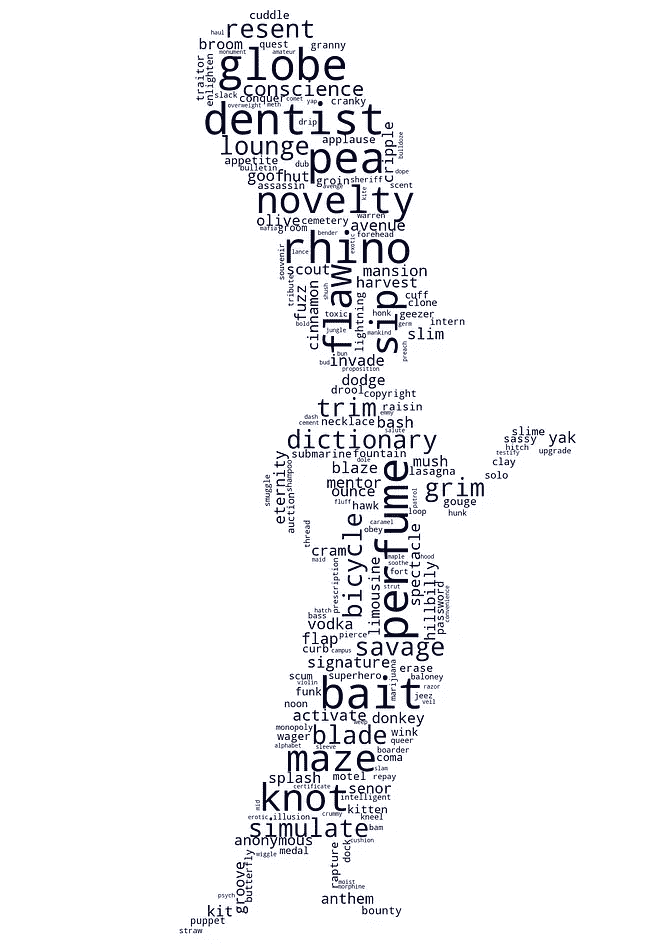 cuddle
haul resent
broom quest granny
monument amateur
traitor enlighten globe
slack conscience
conquer comet yap cranky
overweight meth
dentist
drip
applause
lounge pea cripple bulldoze
appetite dub
bulletin dope
goofhut groin sheriff
assassin avenge scent
novelty kite
warren
olive cemetery avenue
mafia groom bender forehead
rhino exotic
lance
souvenir scout flaw mansion
tribute fuzz cinnamon shush harvest
lightning sip cuff
clone
toxic honk geezer
bold germ intern
jungle mankind slim
preach
bun
bud invade
proposition
dodge
drool copyright
trim raisin
emmy
dash
cement necklace bash
salute
dictionary
slime
sassy yak
hitch upgrade
testify
submarine fountain
dole mush clay
blaze lasagna solo
smuggle eternity shampoo auction
mentor
ounce patrol grim
gouge
fluff hawk loop hunk
perfume
caramel
obey
thread bicycle spectacle
cram
maid maple hood
soothe
prescription limousine fort hillbilly password convenience
strut
hatch
bass
vodka
flap pierce
curb campus savage
signature marijuana erase
scum superhero baloney
violin
funk bait razor
jeez
noon veil
activate weep donkey
monopoly
wager blade wink
alphabet sleeve queer
boarder
maze coma
slam
splash motel repay
certificate senor
knot intelligent
mid kitten
erotic illusion crummy kneel
simulate bam
anonymous cushion
wiggle medal dock
groove butterfly rapture
moist
morphine
psych
anthem
kit bounty
puppet
straw